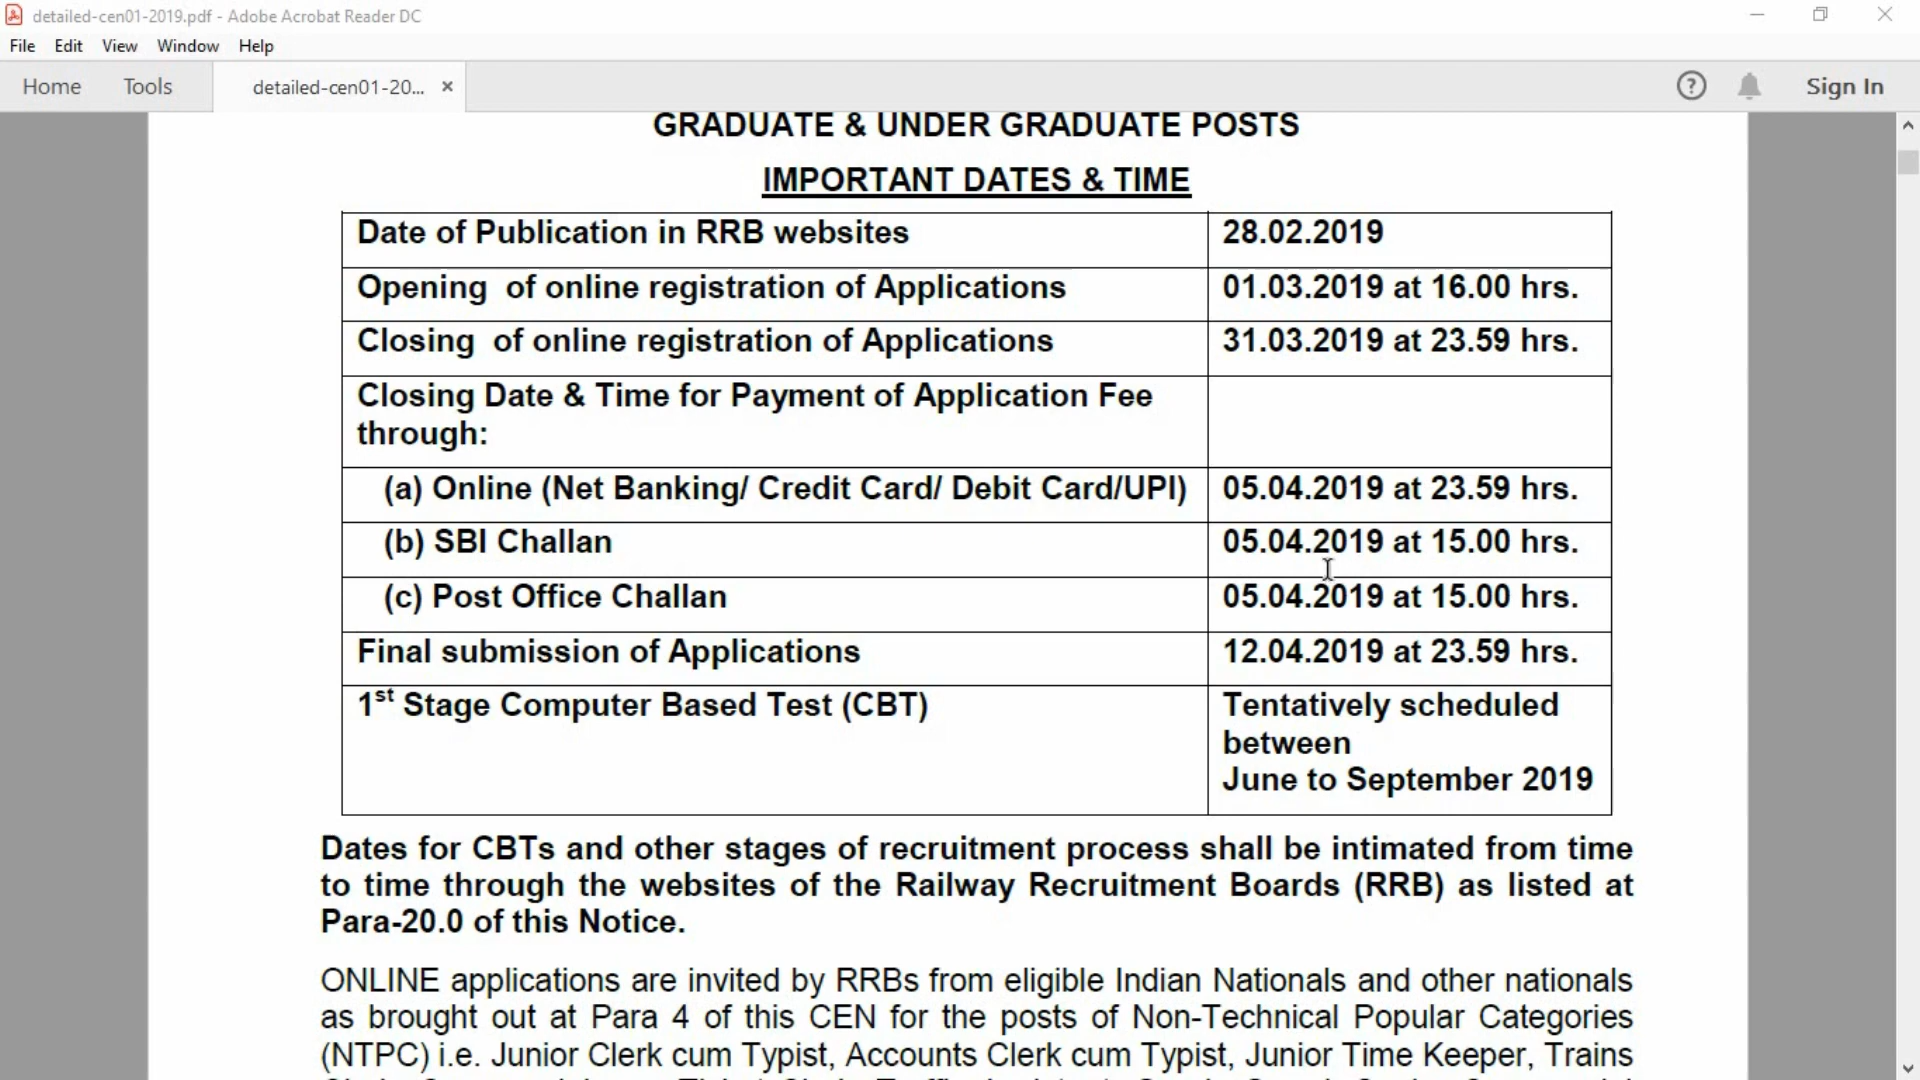 detailed-cen01-2019.pdf - Adobe Acrobat Reader DC
File Edit View Window Help
Home Tools detailed-cen01-20... × ? Sign In
GRADUATE & UNDER GRADUATE POSTS
IMPORTANT DATES & TIME
Date of Publication in RRB websites 28.02.2019
Opening of online registration of Applications 01.03.2019 at 16.00 hrs.
Closing of online registration of Applications 31.03.2019 at 23.59 hrs.
Closing Date & Time for Payment of Application Fee
through:
(a) Online (Net Banking/ Credit Card/ Debit Card/UPI) 05.04.2019 at 23.59 hrs.
(b) SBI Challan 05.04.2019 at 15.00 hrs.
(c) Post Office Challan 05.04.2019 at 15.00 hrs.
Final submission of Applications 12.04.2019 at 23.59 hrs.
1st Stage Computer Based Test (CBT) Tentatively scheduled
between
June to September 2019
Dates for CBTs and other stages of recruitment process shall be intimated from time
to time through the websites of the Railway Recruitment Boards (RRB) as listed at
Para-20.0 of this Notice.
ONLINE applications are invited by RRBs from eligible Indian Nationals and other nationals
as brought out at Para 4 of this CEN for the posts of Non-Technical Popular Categories
(NTPC) i.e. Junior Clerk cum Typist, Accounts Clerk cum Typist, Junior Time Keeper, Trains